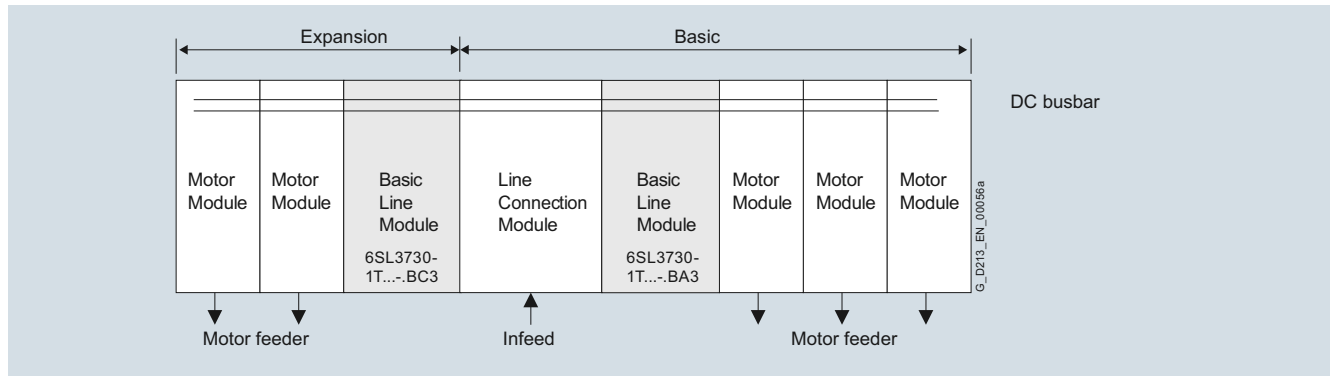 Expansion
Basic
DC busbar
Motor
Module
Motor
Module
Basic
Line
Module
6SL3730-
1T...-.BC3
Line
Connection
Module
Basic
Line
Module
6SL3730-
1T...-.BA3
Motor
Module
Motor
Module
Motor
Module
G_D213_EN_00056a
Motor feeder
Infeed
Motor feeder